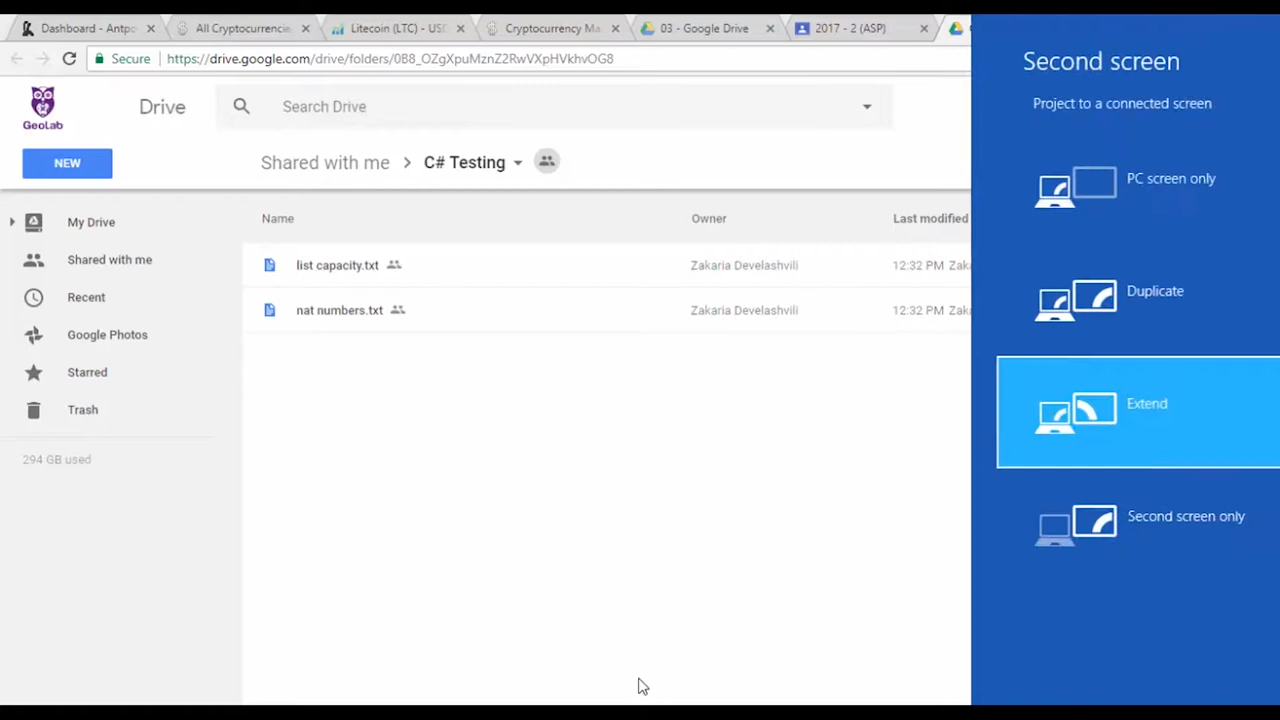 Dashboard - Antpo
All Cryptocurrencie
Litecoin (LTC) - USD
Cryptocurrency Ma
03 - Google Drive
2017 - 2 (ASP)
Secure
https://drive.google.com/drive/folders/0B8_OZgXpuMznZ2RwVXpHVkhvOG8
GeoLab
Drive
Search Drive
NEW
Shared with me > C# Testing
My Drive
Shared with me
Recent
Google Photos
Starred
Trash
294 GB used
Name Owner Last modified
list capacity.txt Zakaria Develashvili 12:32 PM Zaka
nat numbers.txt Zakaria Develashvili 12:32 PM Zaka
Second screen
Project to a connected screen
PC screen only
Duplicate
Extend
Second screen only